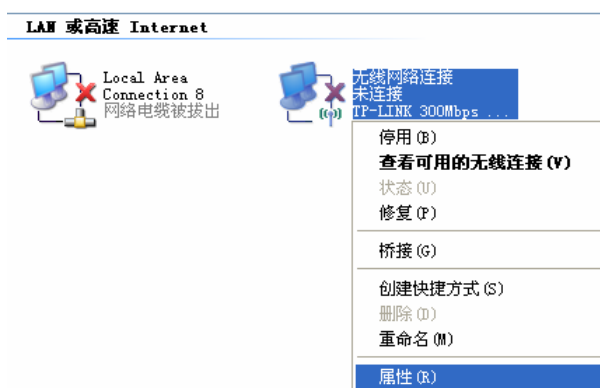 LAN 或高速 Internet
Local Area
Connection 8
网络电缆被拔出
无线网络连接
未连接
TP-LINK 300Mbps ...
停用(B)
查看可用的无线连接(V)
状态(U)
修复(P)
桥接(G)
创建快捷方式(S)
删除(D)
重命名(M)
属性(R)